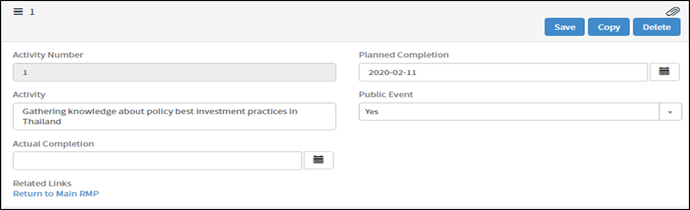 1
Save Copy Delete
Activity Number
1
Activity
Gathering knowledge about policy best investment practices in
Thailand
Actual Completion
Related Links
Return to Main RMP
Planned Completion
2020-02-11
Public Event
Yes